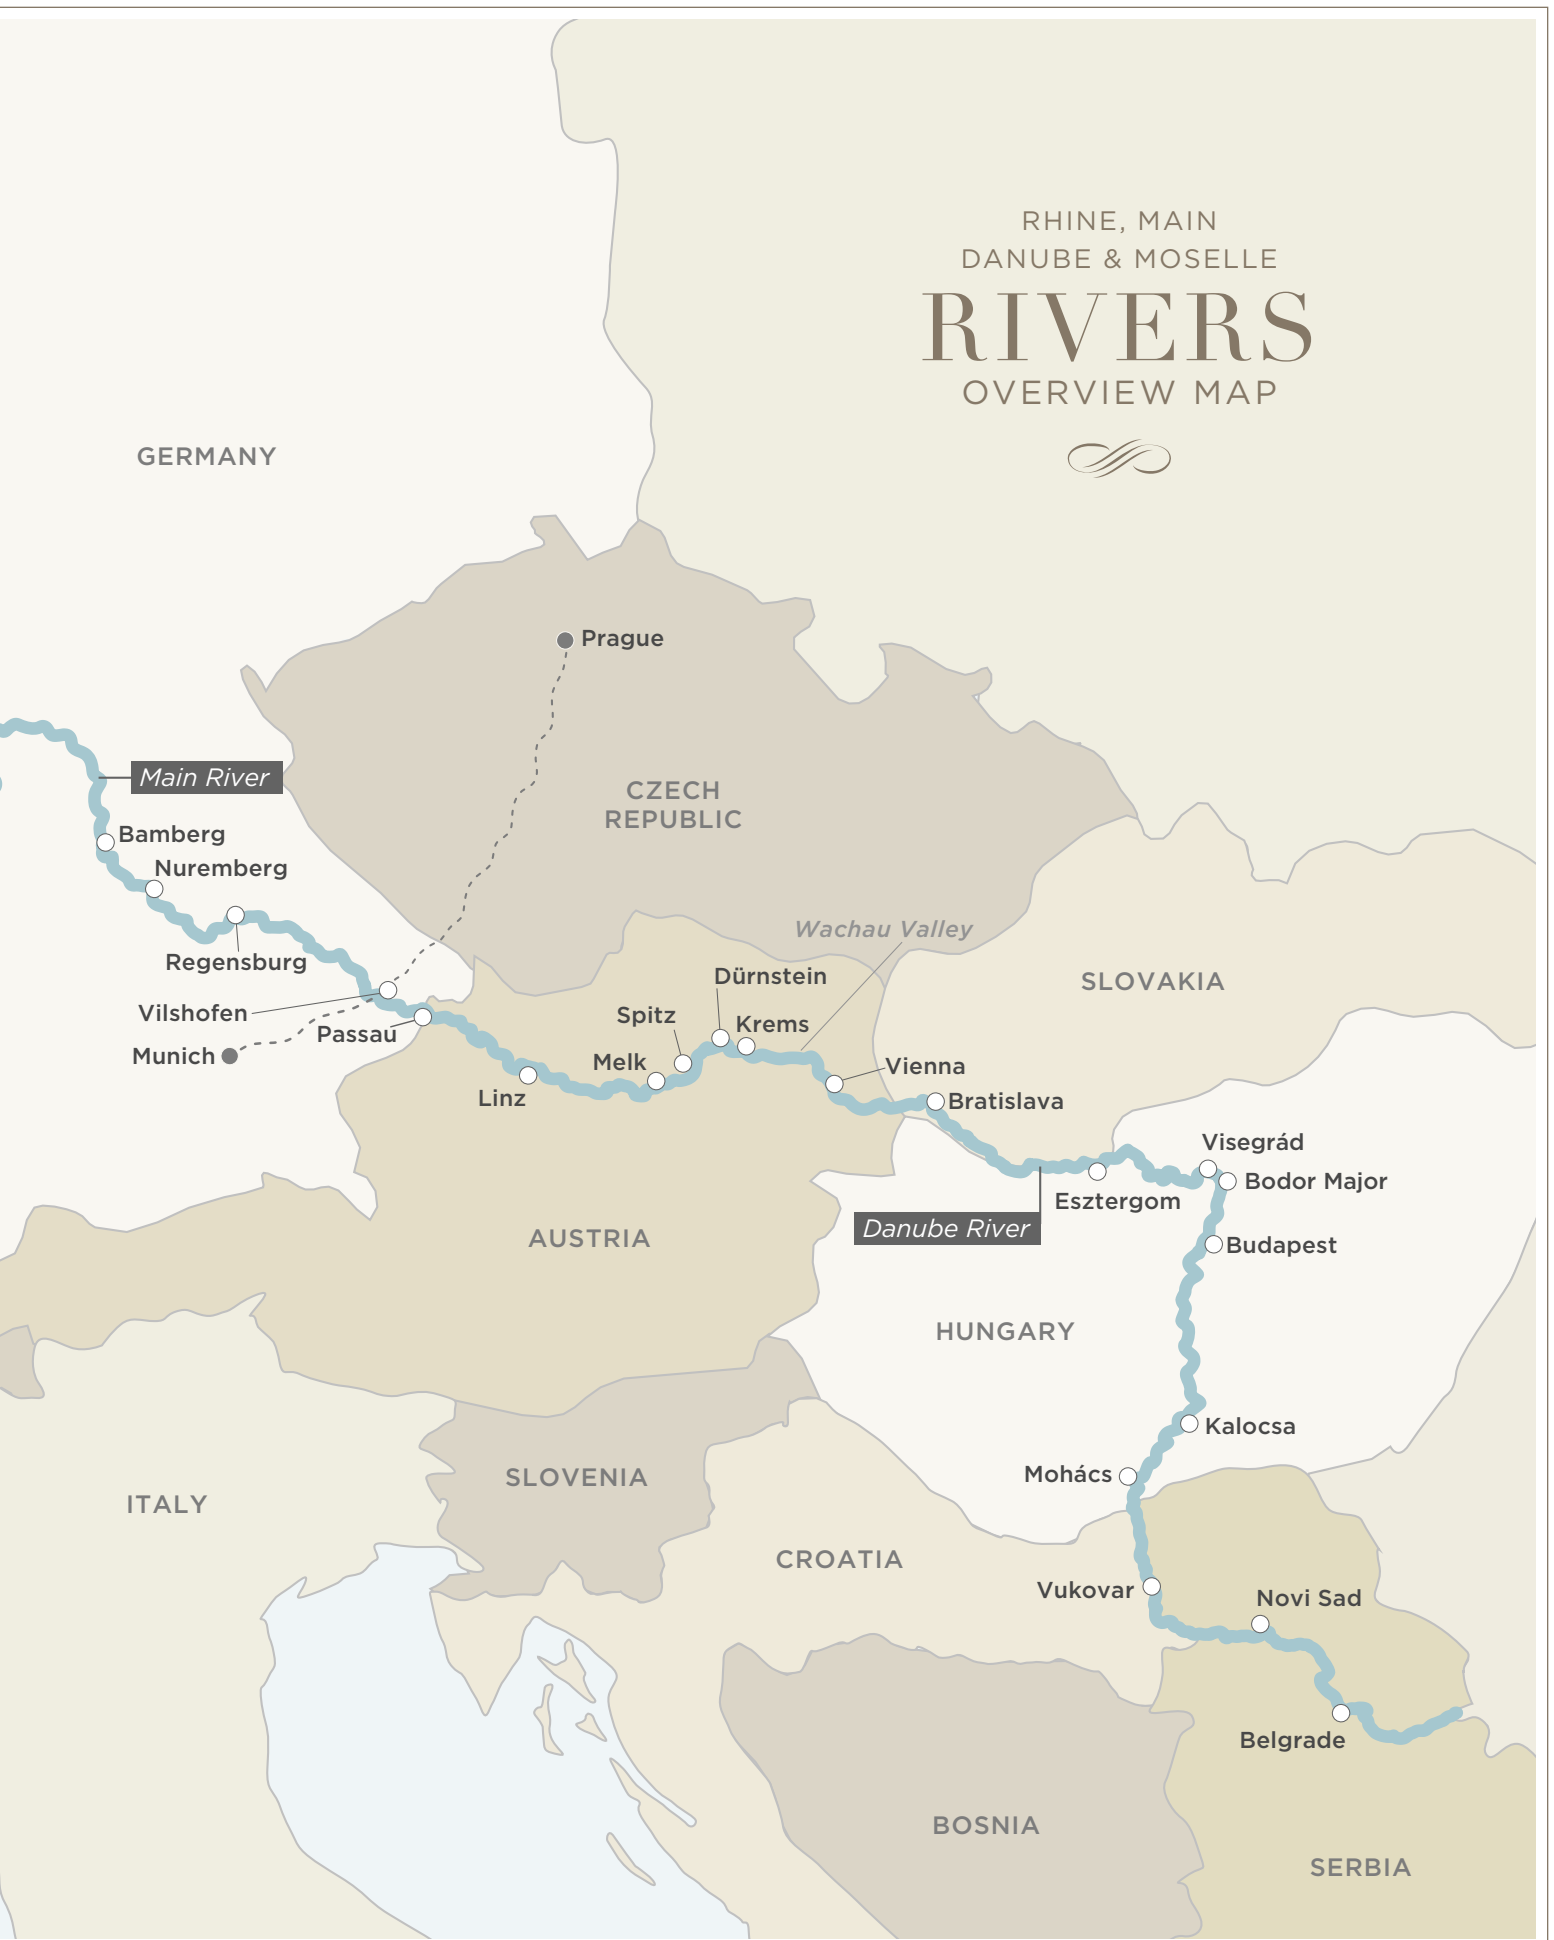 RHINE, MAIN
DANUBE & MOSELLE
RIVERS
OVERVIEW MAP
GERMANY
Prague
Main River
CZECH
REPUBLIC
Bamberg
Nuremberg
Wachau Valley
Regensburg
Dürnstein
SLOVAKIA
Vilshofen
Spitz
Krems
Passau
Munich
Melk
Vienna
Linz
Bratislava
Visegrád
Bodor Major
Esztergom
Danube River
AUSTRIA
Budapest
HUNGARY
Kalocsa
Mohács
SLOVENIA
ITALY
CROATIA
Vukovar
Novi Sad
Belgrade
BOSNIA
SERBIA